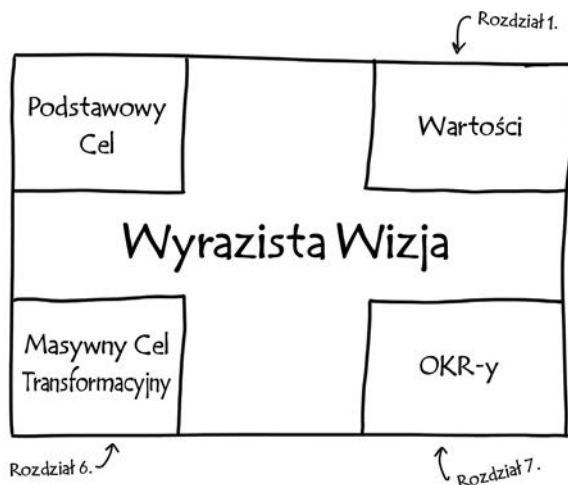 Rozdział 1.
Podstawowy
Cel
Wartości
Wyrazista Wizja
Masywny Cel
Transformacyjny
OKR-y
Rozdział 6.
Rozdział 7.